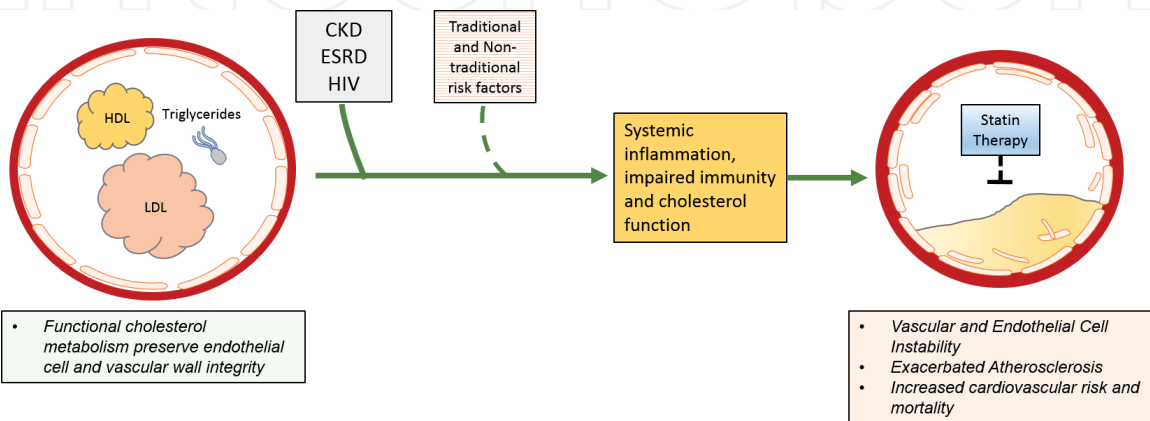 HDL
Triglycerides
LDL
• Functional cholesterol
metabolism preserve endothelial
cell and vascular wall integrity
CKD
ESRD
HIV
Traditional
and Non-
traditional
risk factors
Systemic
inflammation,
impaired immunity
and cholesterol
function
Statin
Therapy
• Vascular and Endothelial Cell
Instability
• Exacerbated Atherosclerosis
• Increased cardiovascular risk and
mortality